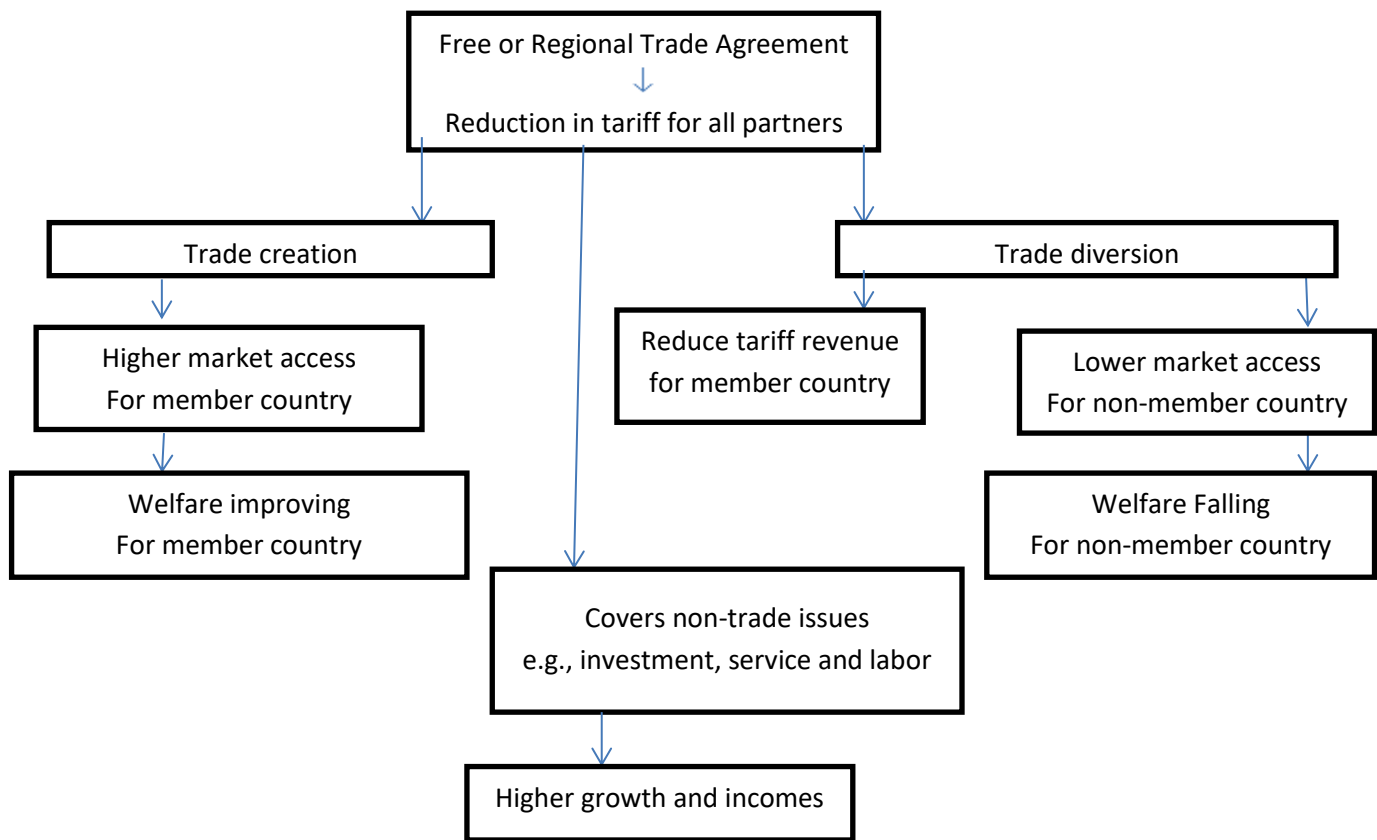 Free or Regional Trade Agreement
Reduction in tariff for all partners
Trade creation
Trade diversion
Higher market access
For member country
Reduce tariff revenue
for member country
Lower market access
For non-member country
Welfare improving
For member country
Welfare Falling
For non-member country
Covers non-trade issues
e.g., investment, service and labor
Higher growth and incomes